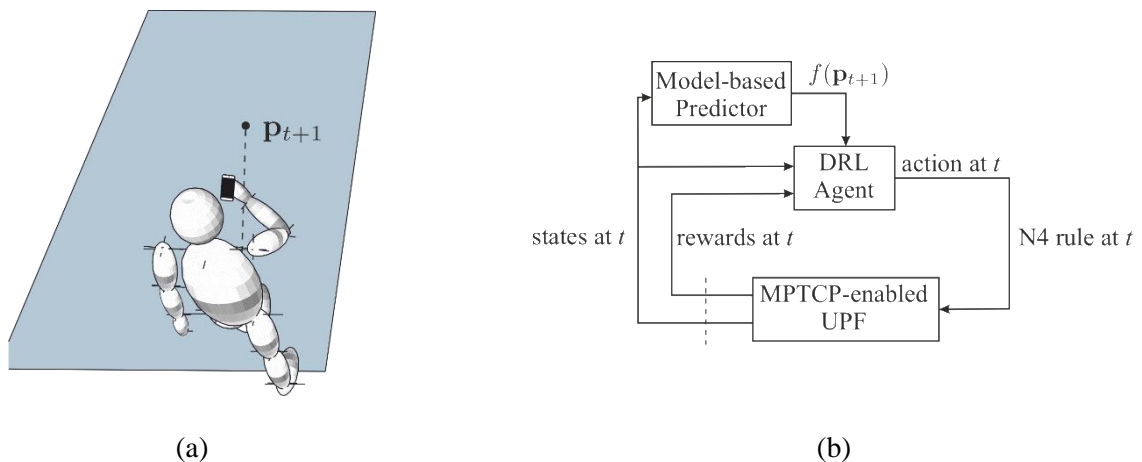 p_{t+1}
Model-based
Predictor
f(p_{t+1})
DRL
Agent
action at t
states at t
rewards at t
N4 rule at t
MPTCP-enabled
UPF
(a)
(b)